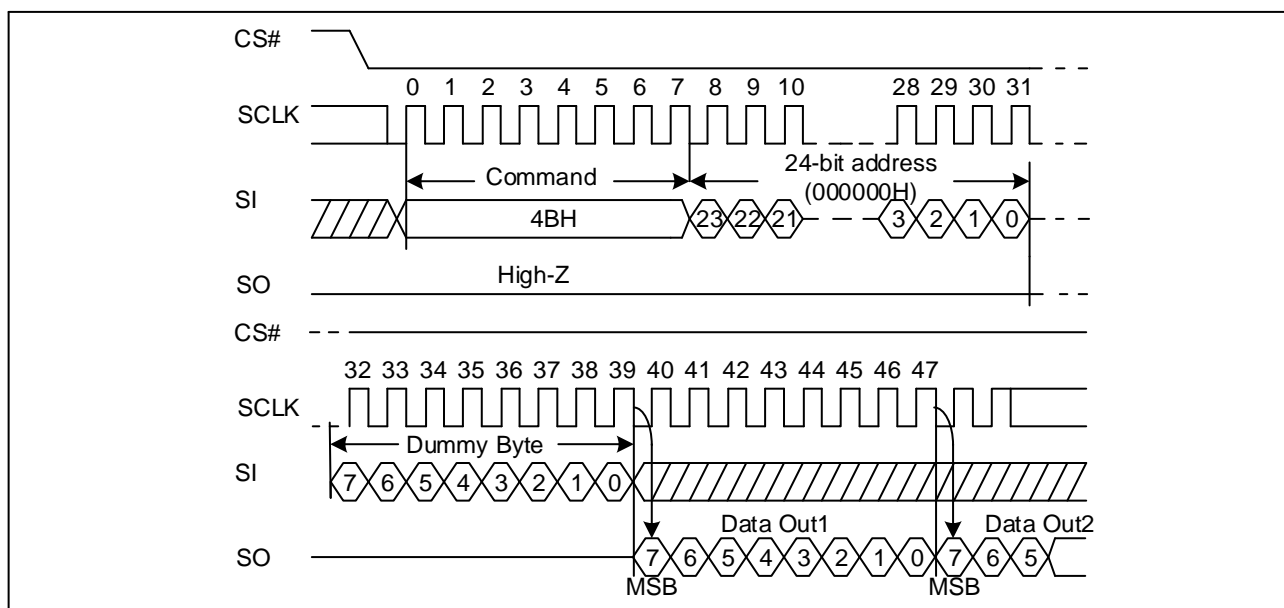 CS#
0 1 2 3 4 5 6 7 8 9 10 28 29 30 31
SCLK
Command
24-bit address
(000000H)
SI
4BH
23 22 21 3 2 1 0
High-Z
SO
CS#
32 33 34 35 36 37 38 39 40 41 42 43 44 45 46 47
SCLK
Dummy Byte
SI
7 6 5 4 3 2 1 0
Data Out1
Data Out2
SO
7 6 5 4 3 2 1 0 7 6 5
MSB
MSB